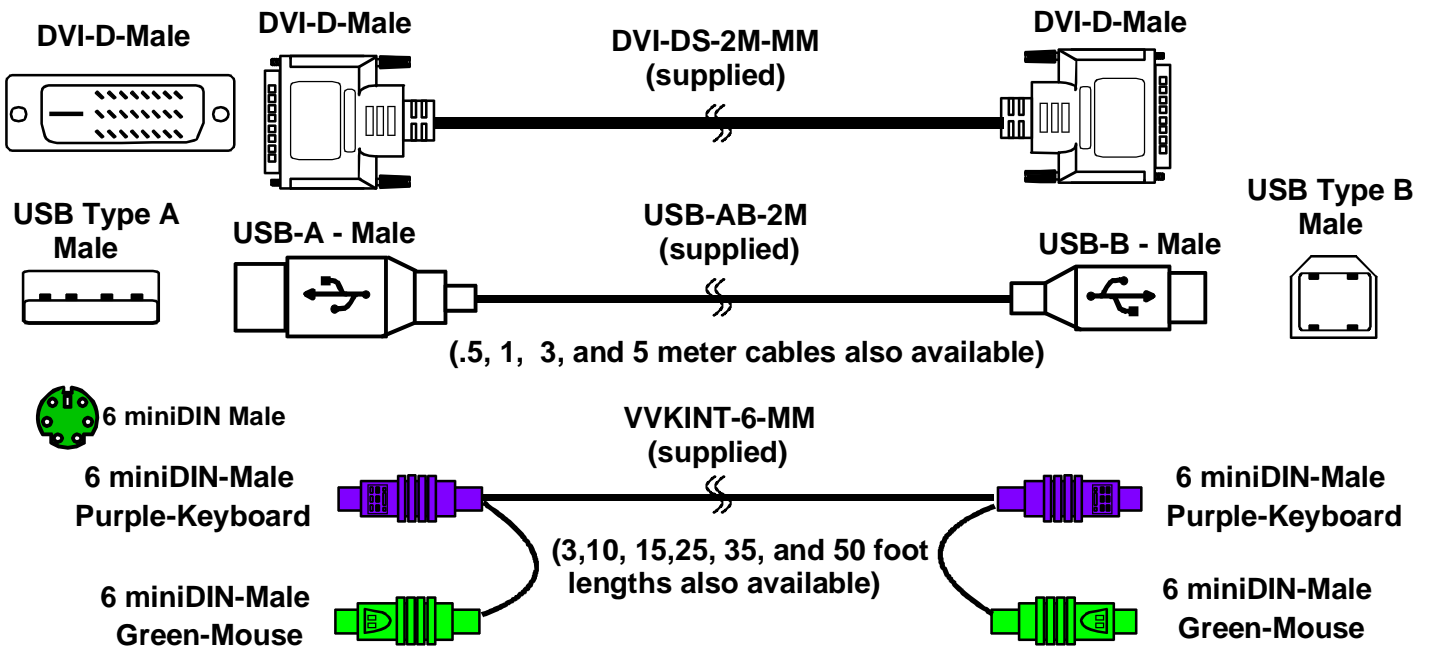 DVI-D-Male
DVI-D-Male
DVI-DS-2M-MM
(supplied)
DVI-D-Male
USB Type A
Male
USB-A - Male
USB-AB-2M
(supplied)
USB-B - Male
USB Type B
Male
(.5, 1, 3, and 5 meter cables also available)
6 miniDIN Male
VVKINT-6-MM
(supplied)
6 miniDIN-Male
Purple-Keyboard
6 miniDIN-Male
Purple-Keyboard
(3,10, 15,25, 35, and 50 foot
lengths also available)
6 miniDIN-Male
Green-Mouse
6 miniDIN-Male
Green-Mouse